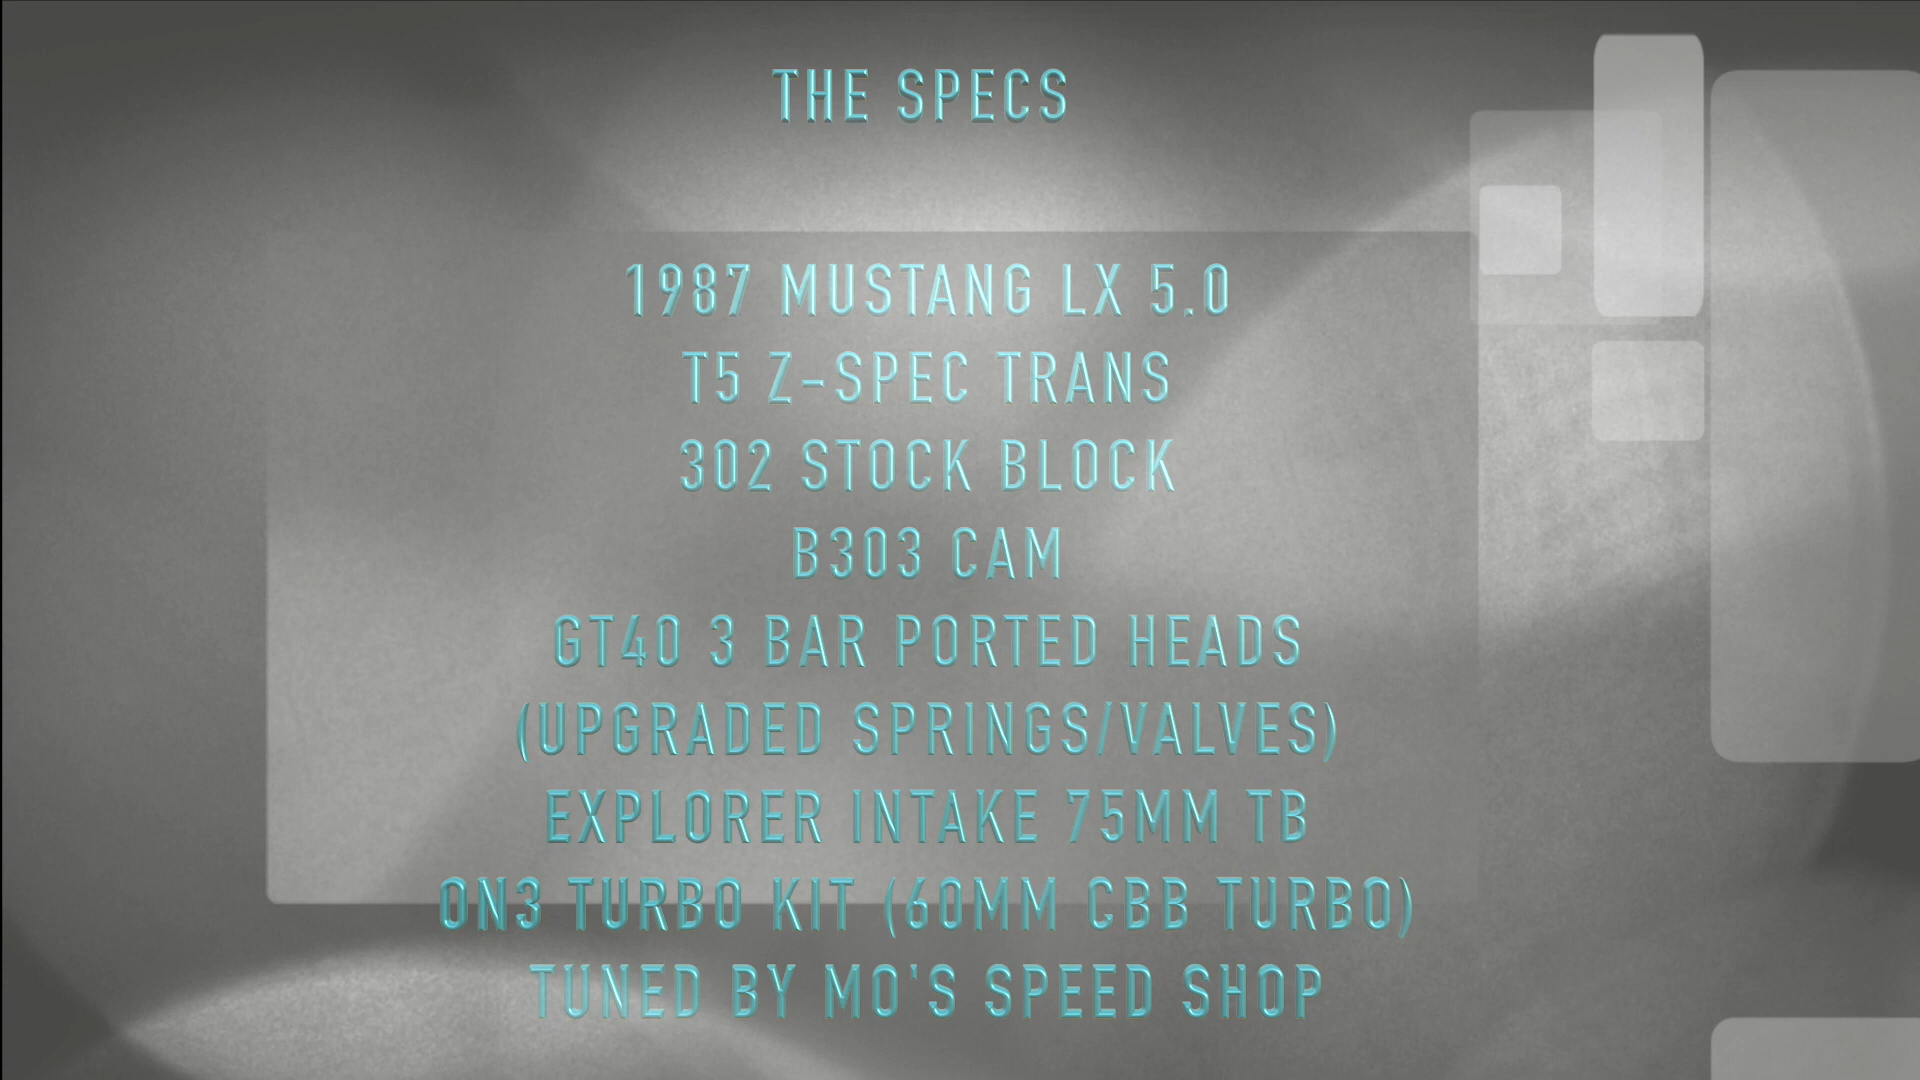 THE SPECS
1987 MUSTANG LX 5.0
T5 Z-SPEC TRANS
302 STOCK BLOCK
B303 CAM
GT40 3 BAR PORTED HEADS
(UPGRADED SPRINGS/VALVES)
EXPLORER INTAKE 75MM TB
ON3 TURBO KIT (60MM CBB TURBO)
TUNED BY MO'S SPEED SHOP